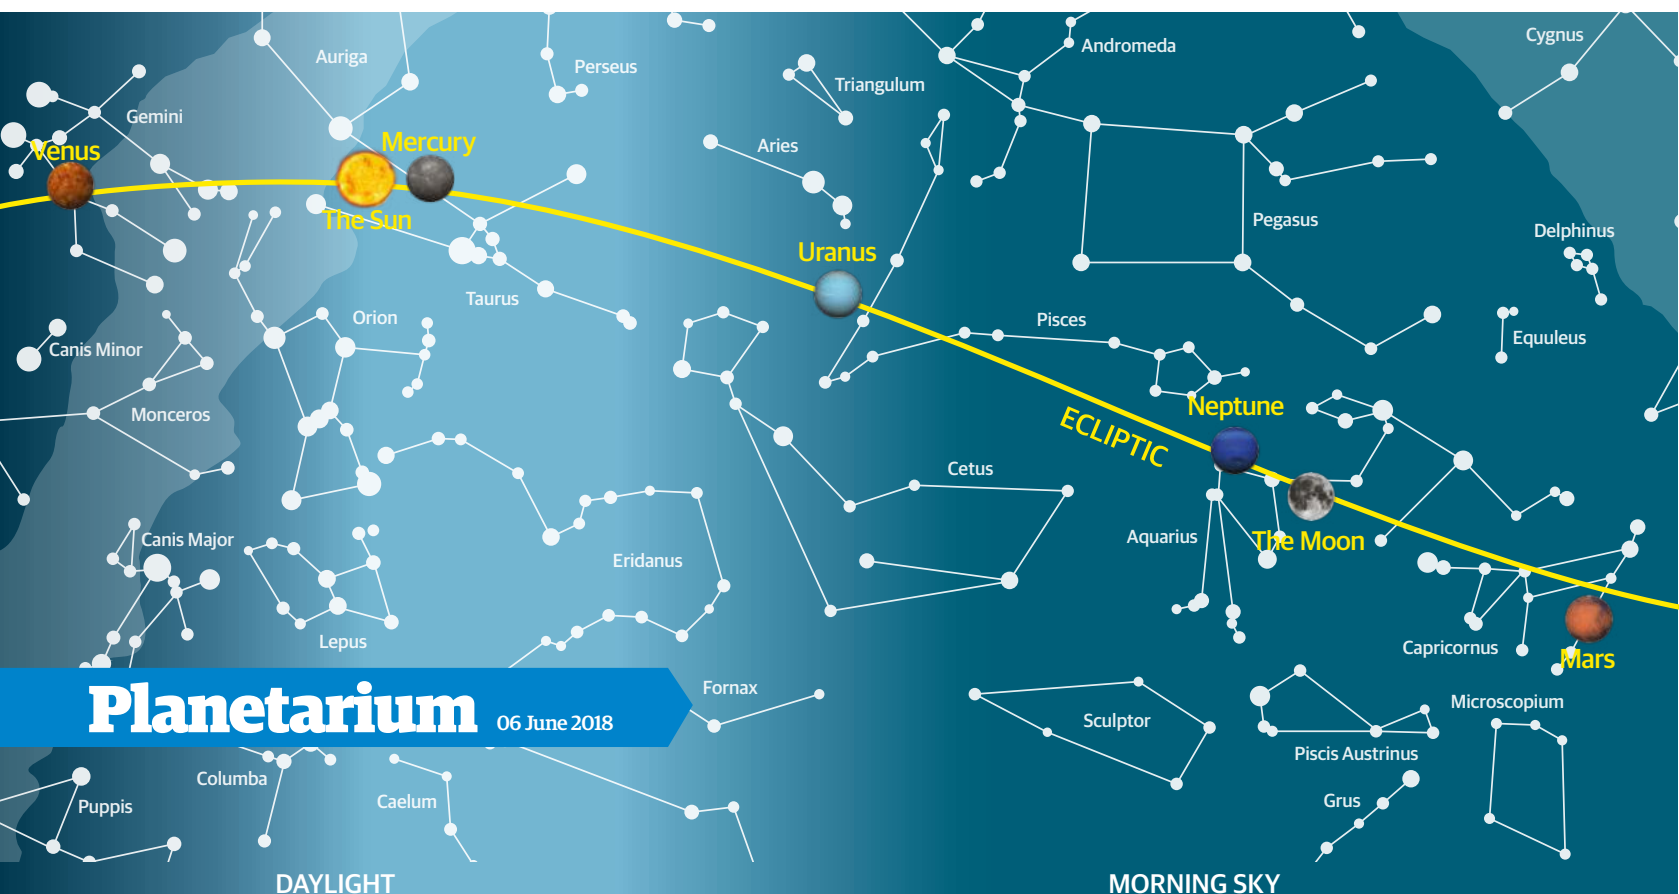 Cygnus
Andromeda
Auriga
Perseus
Triangulum
Gemini
Mercury
Aries
Venus
The Sun
Pegasus
Delphinus
Uranus
Taurus
Orion
Pisces
Equuleus
Canis Minor
Neptune
Monceros
ECLIPTIC
Cetus
Aquarius
The Moon
Canis Major
Eridanus
Lepus
Capricornus
Mars
Fornax
Microscopium
Planetarium 06 June 2018
Sculptor
Piscis Austrinus
Columba
Caelum
Grus
Puppis
DAYLIGHT
MORNING SKY